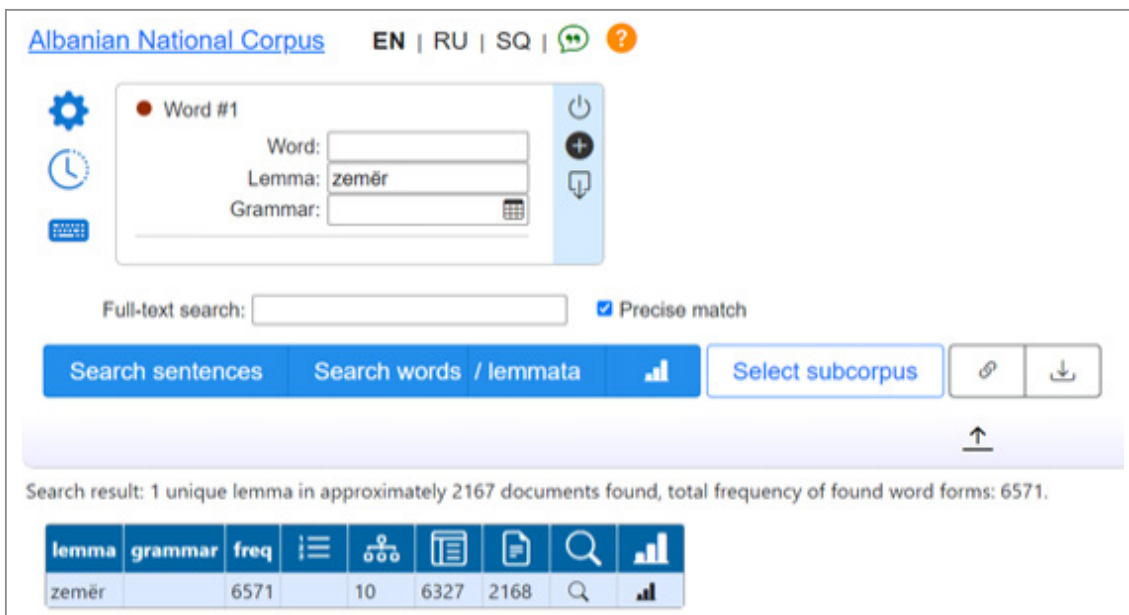 Albanian National Corpus EN | RU | SQ | ?
Word #1
Word:
Lemma: zemër
Grammar:
Full-text search: Precise match
Search sentences Search words / lemmata Select subcorpus
Search result: 1 unique lemma in approximately 2167 documents found, total frequency of found word forms: 6571.
lemma grammar freq
zemër 6571 10 6327 2168